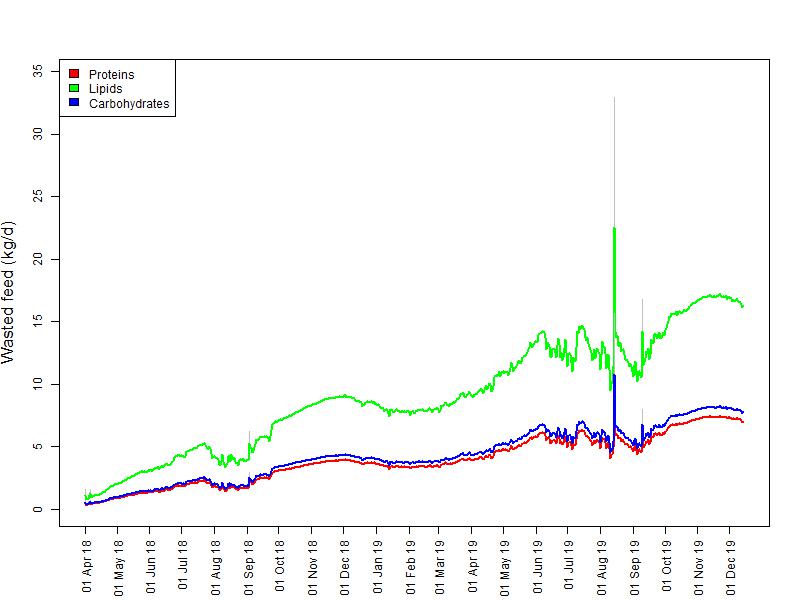 Proteins
Lipids
Carbohydrates
Wasted feed (kg/d)
35
30
25
20
15
10
5
0
01 Apr 18
01 May 18
01 Jun 18
01 Jul 18
01 Aug 18
01 Sep 18
01 Oct 18
01 Nov 18
01 Dec 18
01 Jan 19
01 Feb 19
01 Mar 19
01 Apr 19
01 May 19
01 Jun 19
01 Jul 19
01 Aug 19
01 Sep 19
01 Oct 19
01 Nov 19
01 Dec 19